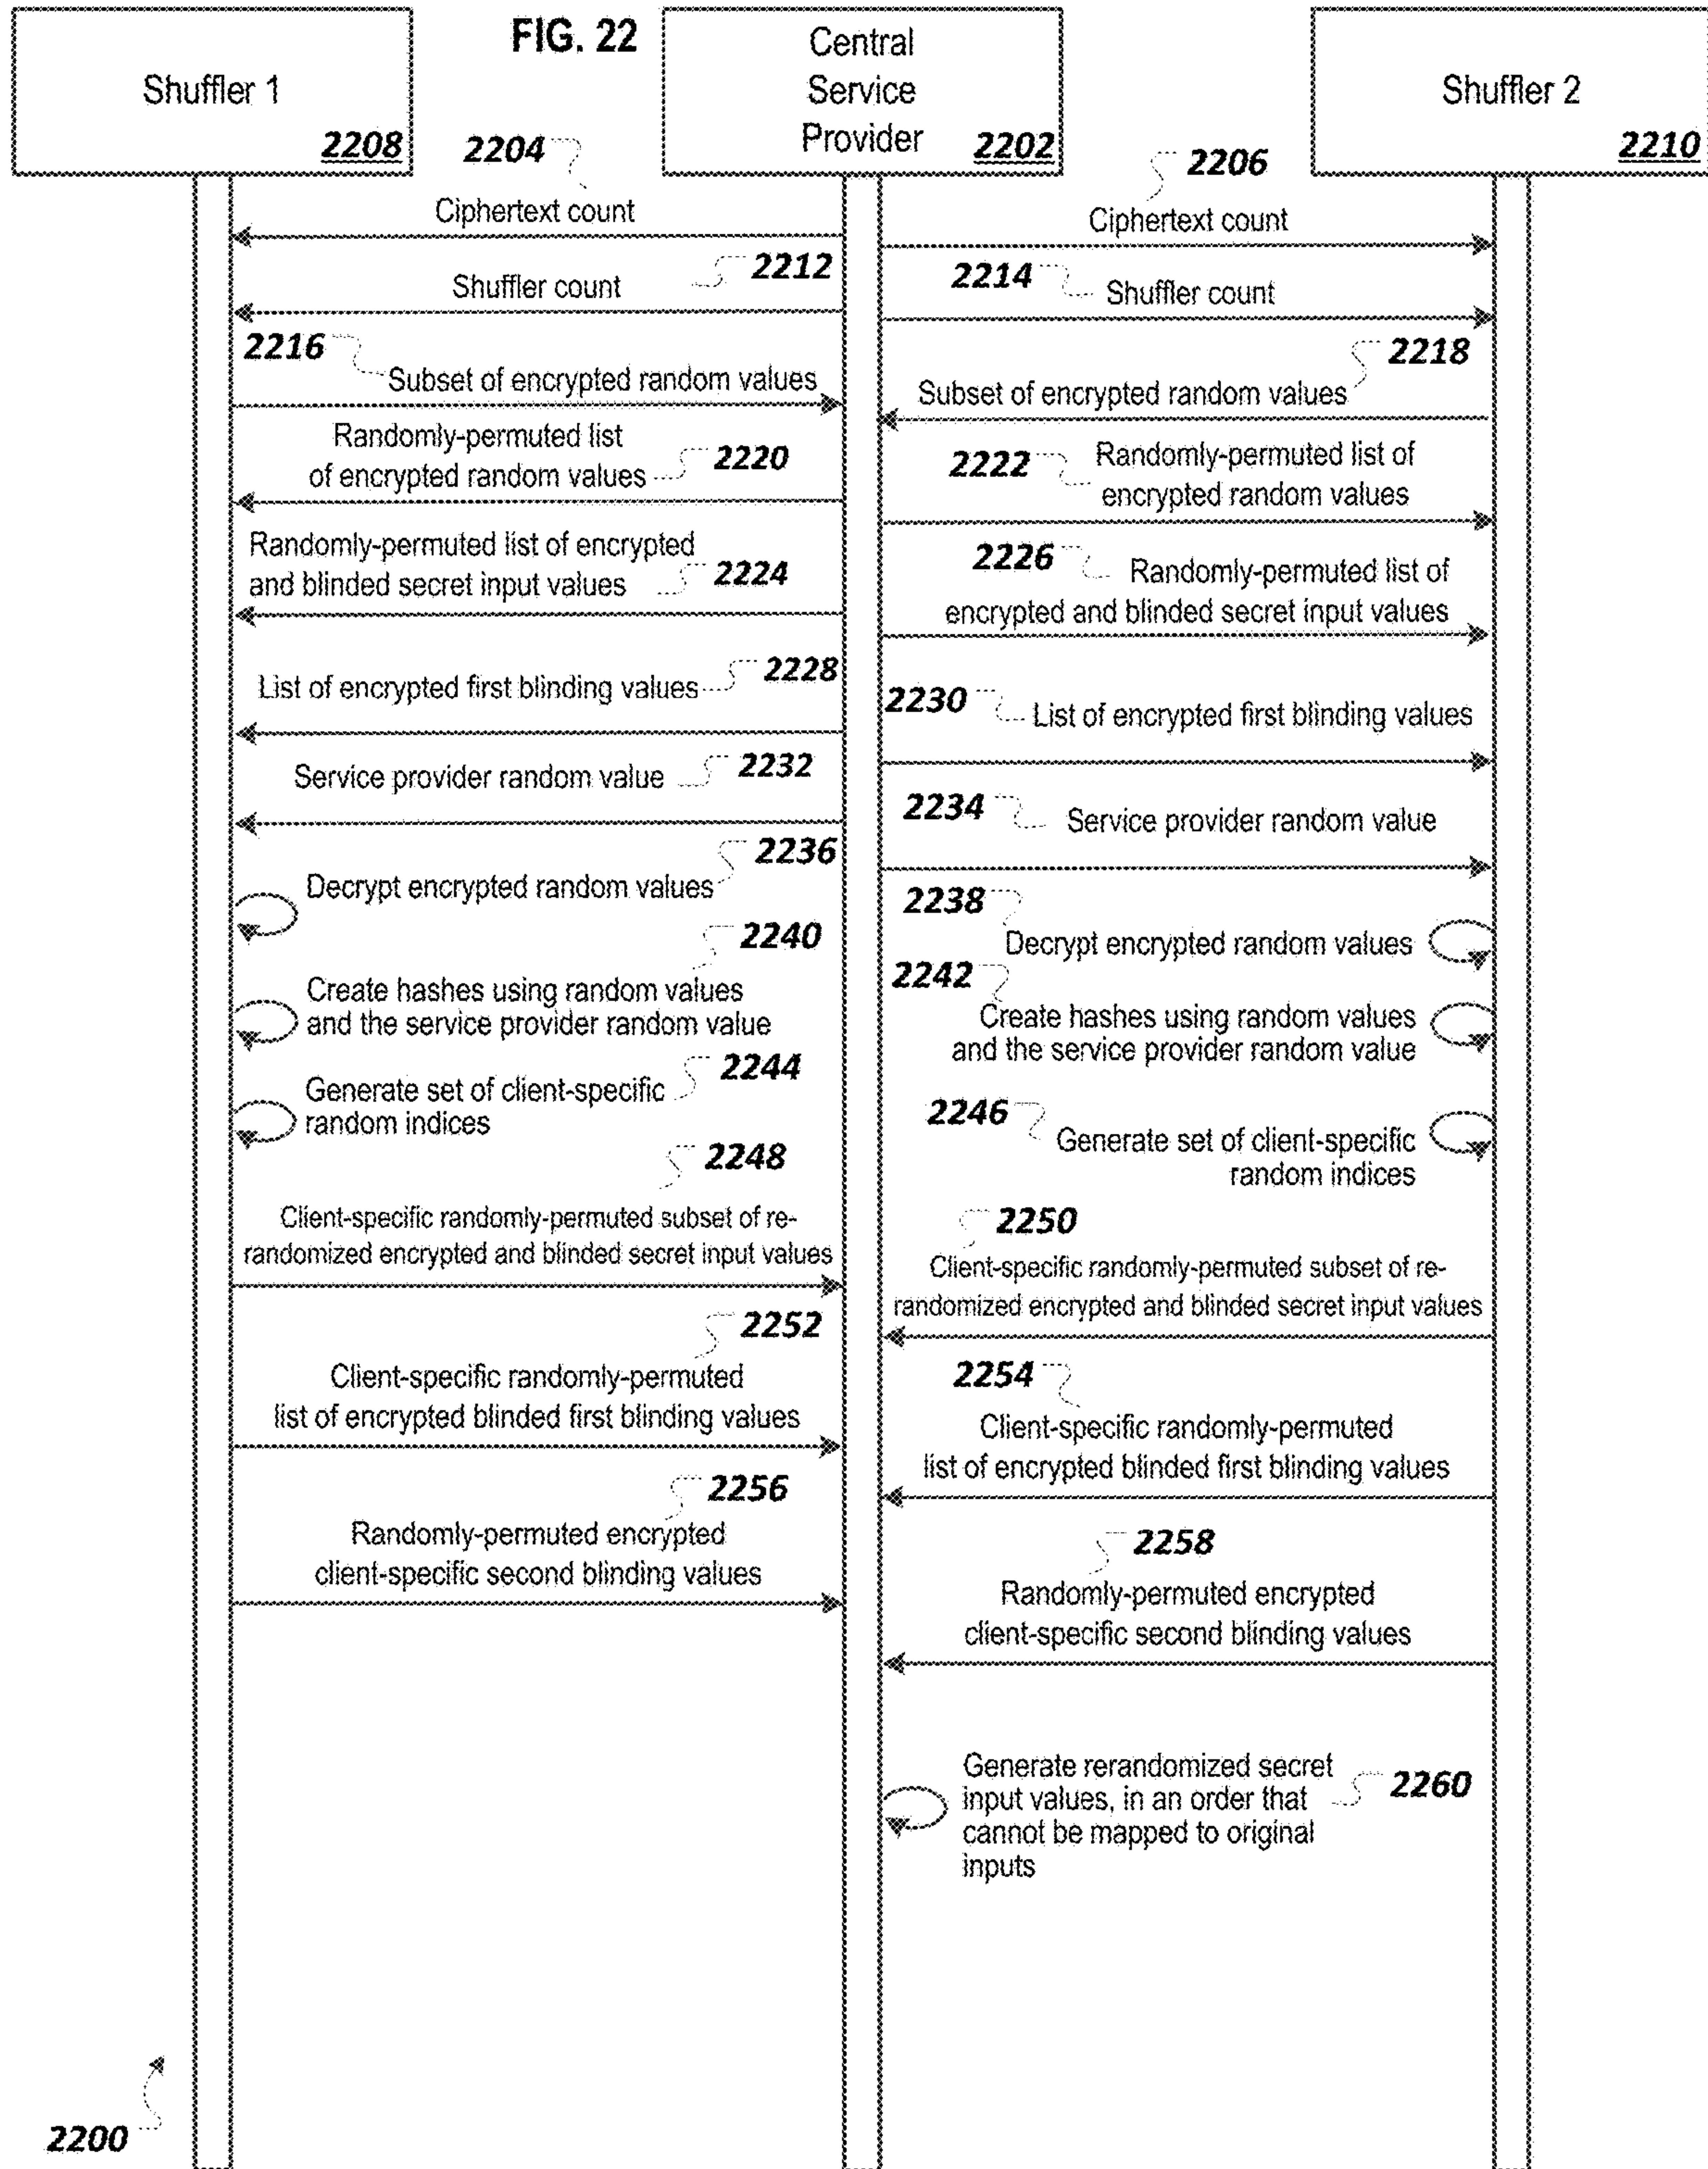 FIG. 22
Shuffler 1
2208
Central
Service
Provider
2202
Shuffler 2
2210
2204
Ciphertext count
2206
Ciphertext count
2212
Shuffler count
2214
Shuffler count
2216
Subset of encrypted random values
2218
Subset of encrypted random values
Randomly-permuted list
of encrypted random values
2220
2222
Randomly-permuted list of
encrypted random values
Randomly-permuted list of encrypted
and blinded secret input values
2224
2226
Randomly-permuted list of
encrypted and blinded secret input values
List of encrypted first blinding values
2228
2230
List of encrypted first blinding values
Service provider random value
2232
2234
Service provider random value
2236
Decrypt encrypted random values
2238
Decrypt encrypted random values
2240
Create hashes using random values
and the service provider random value
2242
Create hashes using random values
and the service provider random value
2244
Generate set of client-specific
random indices
2246
Generate set of client-specific
random indices
2248
Client-specific randomly-permuted subset of re-
randomized encrypted and blinded secret input values
2250
Client-specific randomly-permuted subset of re-
randomized encrypted and blinded secret input values
2252
Client-specific randomly-permuted
list of encrypted blinded first blinding values
2254
Client-specific randomly-permuted
list of encrypted blinded first blinding values
2256
Randomly-permuted encrypted
client-specific second blinding values
2258
Randomly-permuted encrypted
client-specific second blinding values
Generate rerandomized secret
input values, in an order that
cannot be mapped to original
inputs
2260
2200